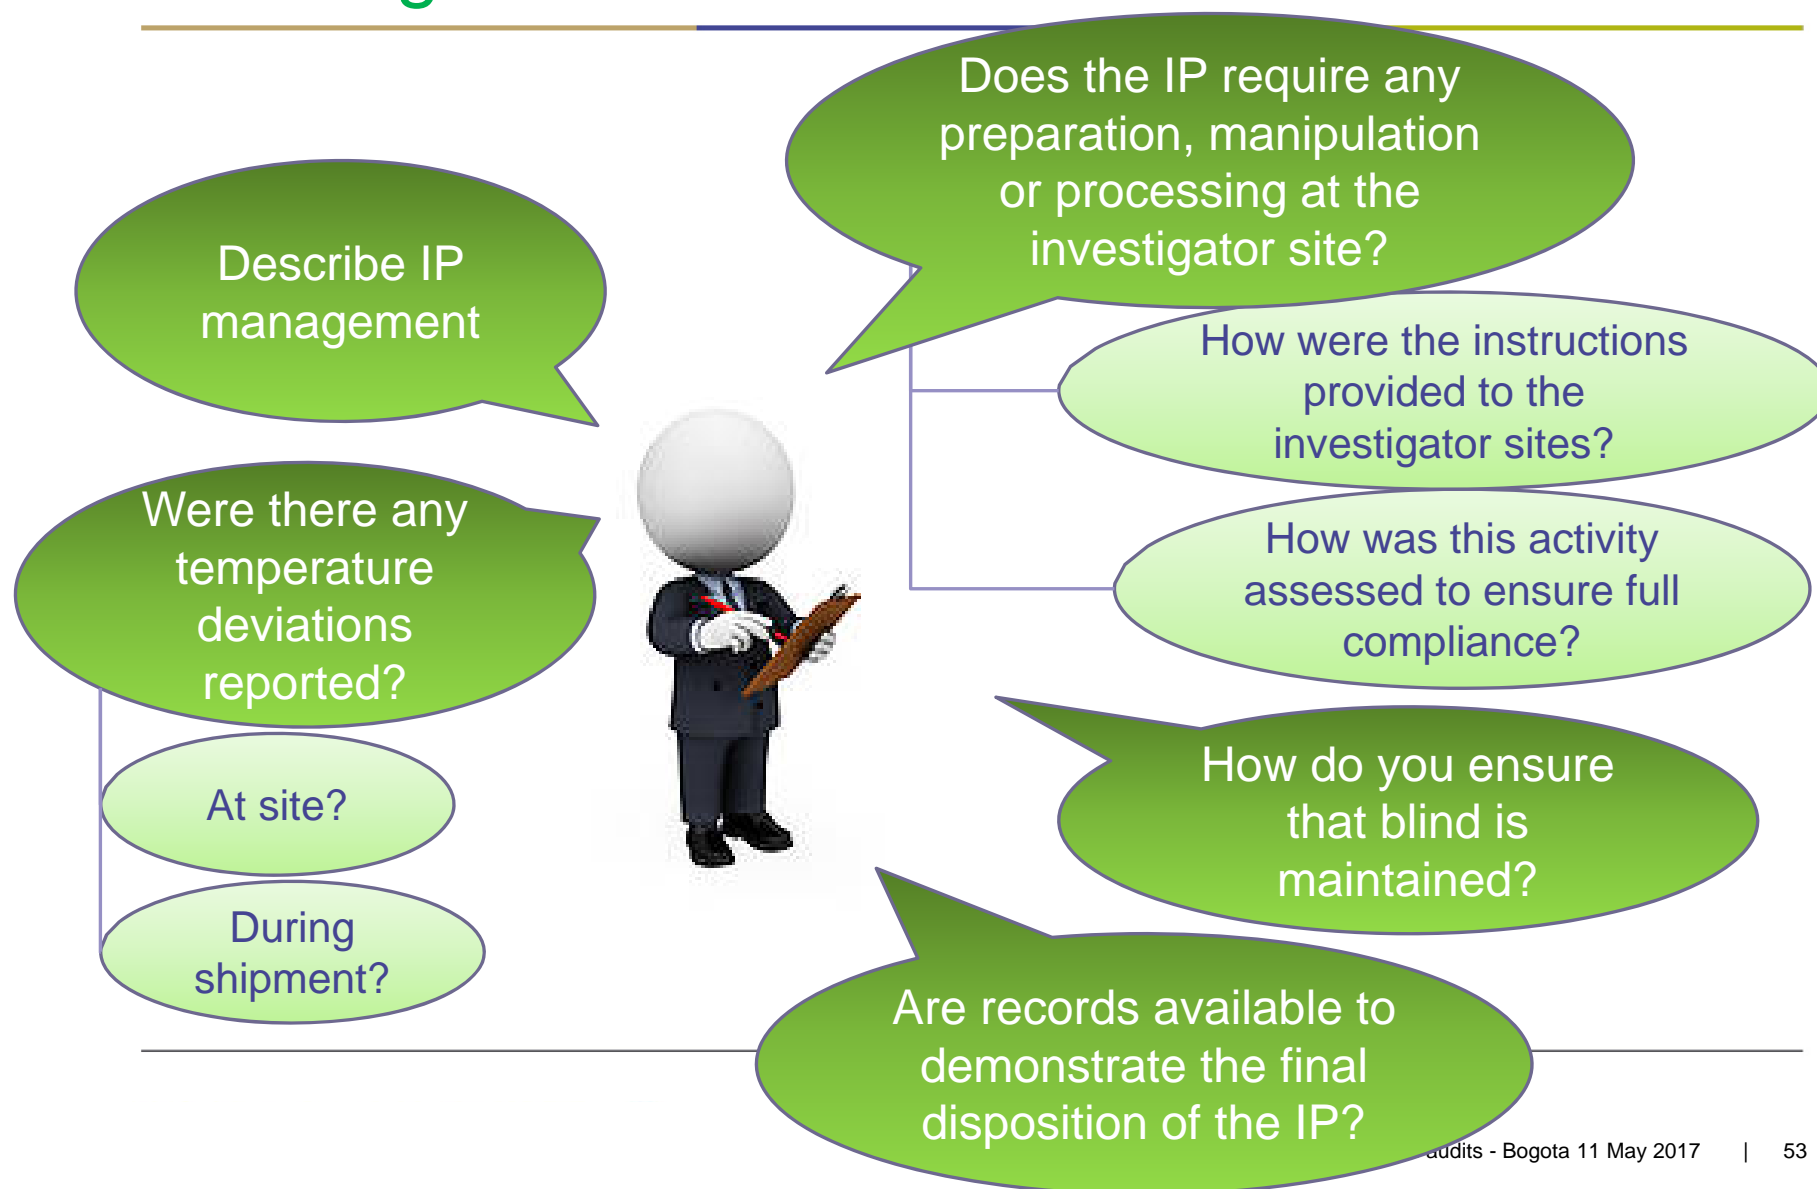 Describe IP
management
Does the IP require any
preparation, manipulation
or processing at the
investigator site?
How were the instructions
provided to the
investigator sites?
How was this activity
assessed to ensure full
compliance?
Were there any
temperature
deviations
reported?
At site?
During
shipment?
How do you ensure
that blind is
maintained?
Are records available to
demonstrate the final
disposition of the IP?
audits - Bogota 11 May 2017 | 53